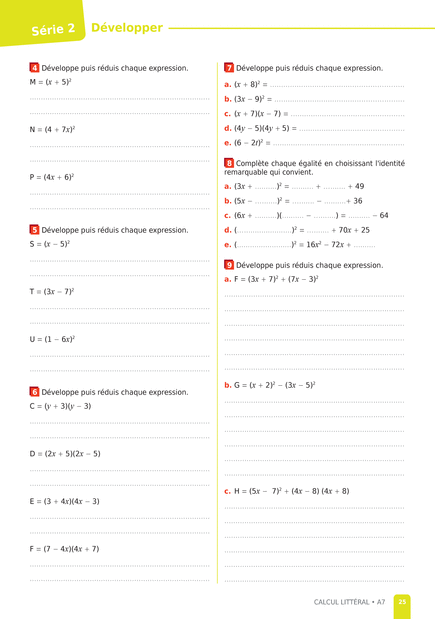 Série 2 Développer
4 Développe puis réduis chaque expression.
M = (x + 5)²
N = (4 + 7x)²
P = (4x + 6)²
5 Développe puis réduis chaque expression.
S = (x − 5)²
T = (3x − 7)²
U = (1 − 6x)²
6 Développe puis réduis chaque expression.
C = (y + 3)(y − 3)
D = (2x + 5)(2x − 5)
E = (3 + 4x)(4x − 3)
F = (7 − 4x)(4x + 7)
7 Développe puis réduis chaque expression.
a. (x + 8)² = ..........
b. (3x − 9)² = ..........
c. (x + 7)(x − 7) = ..........
d. (4y − 5)(4y + 5) = ..........
e. (6 − 2t)² = ..........
8 Complète chaque égalité en choisissant l'identité
remarquable qui convient.
a. (3x + ..........)² = .......... + .......... + 49
b. (5x − ..........)² = .......... − .......... + 36
c. (6x + ..........)(.......... − ..........) = .......... − 64
d. (..........)² = .......... + 70x + 25
e. (..........)² = 16x² − 72x + ..........
9 Développe puis réduis chaque expression.
a. F = (3x + 7)² + (7x − 3)²
b. G = (x + 2)² − (3x − 5)²
c. H = (5x − 7)² + (4x − 8) (4x + 8)
CALCUL LITTÉRAL • A7 25